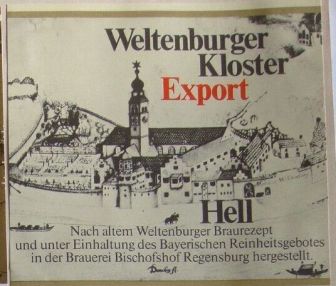 Weltenburger
Kloster
Export
Hell
Nach altem Weltenburger Braurezept
und unter Einhaltung des Bayerischen Reinheitsgebotes
in der Brauerei Bischofshof Regensburg hergestellt.